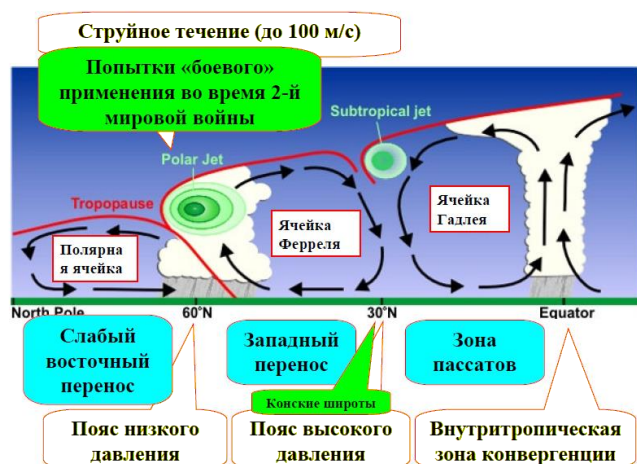 Струйное течение (до 100 м/с)
Попытки «боевого»
применения во время 2-й
мировой войны
Subtropical jet
Polar Jet
Tropopause
Ячейка
Гадлея
Ячейка
Ферреля
Полярна
я ячейка
North Pole
60°N
30°N
Equator
Слабый
восточный
перенос
Западный
перенос
Зона
пассатов
Конские широты
Пояс низкого
давления
Пояс высокого
давления
Внутритропическая
зона конвергенции